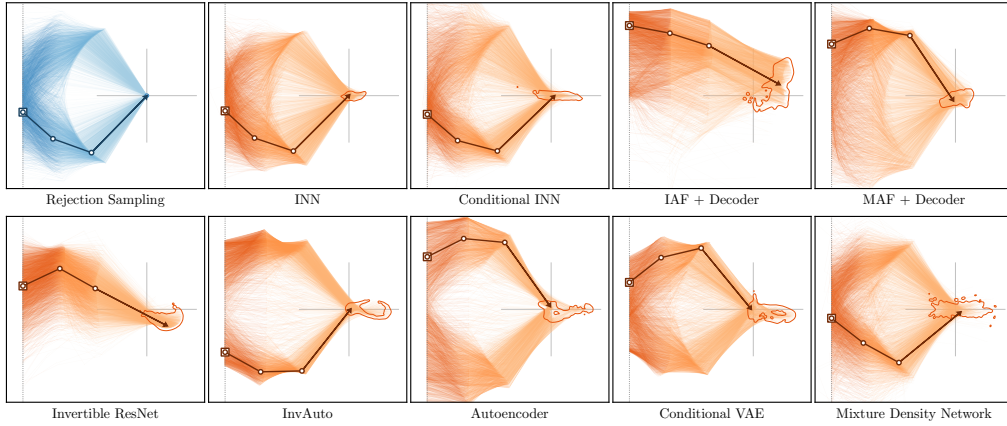 Rejection Sampling
INN
Conditional INN
IAF + Decoder
MAF + Decoder
Invertible ResNet
InvAuto
Autoencoder
Conditional VAE
Mixture Density Network